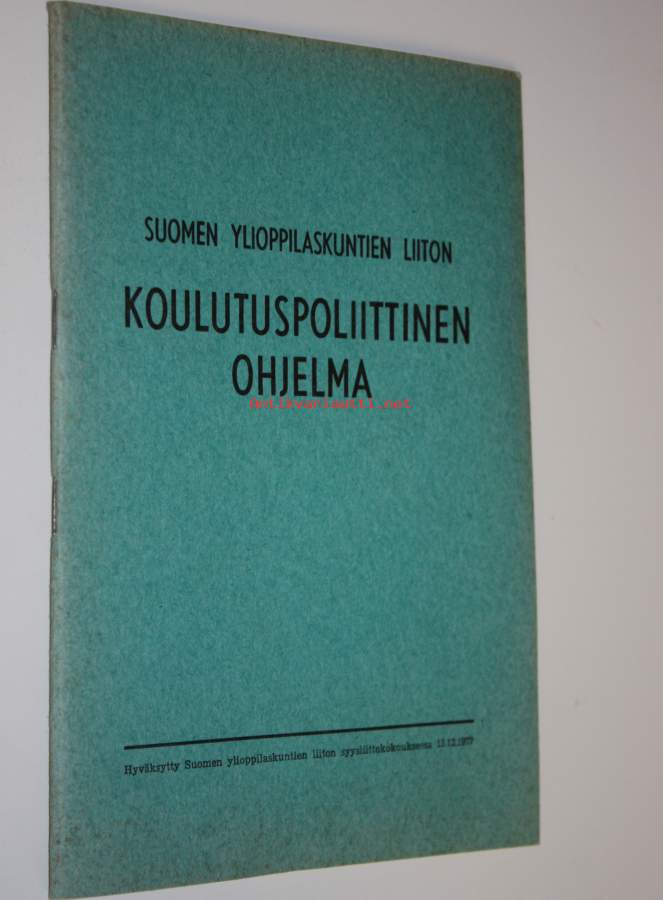 SUOMEN YLIOPPILASKUNTIEN LIITON
KOULUTUSPOLIITTINEN
OHJELMA
Antikvariaatti.net
Hyväksytty Suomen ylioppilaskuntien liiton syysliittokokouksessa